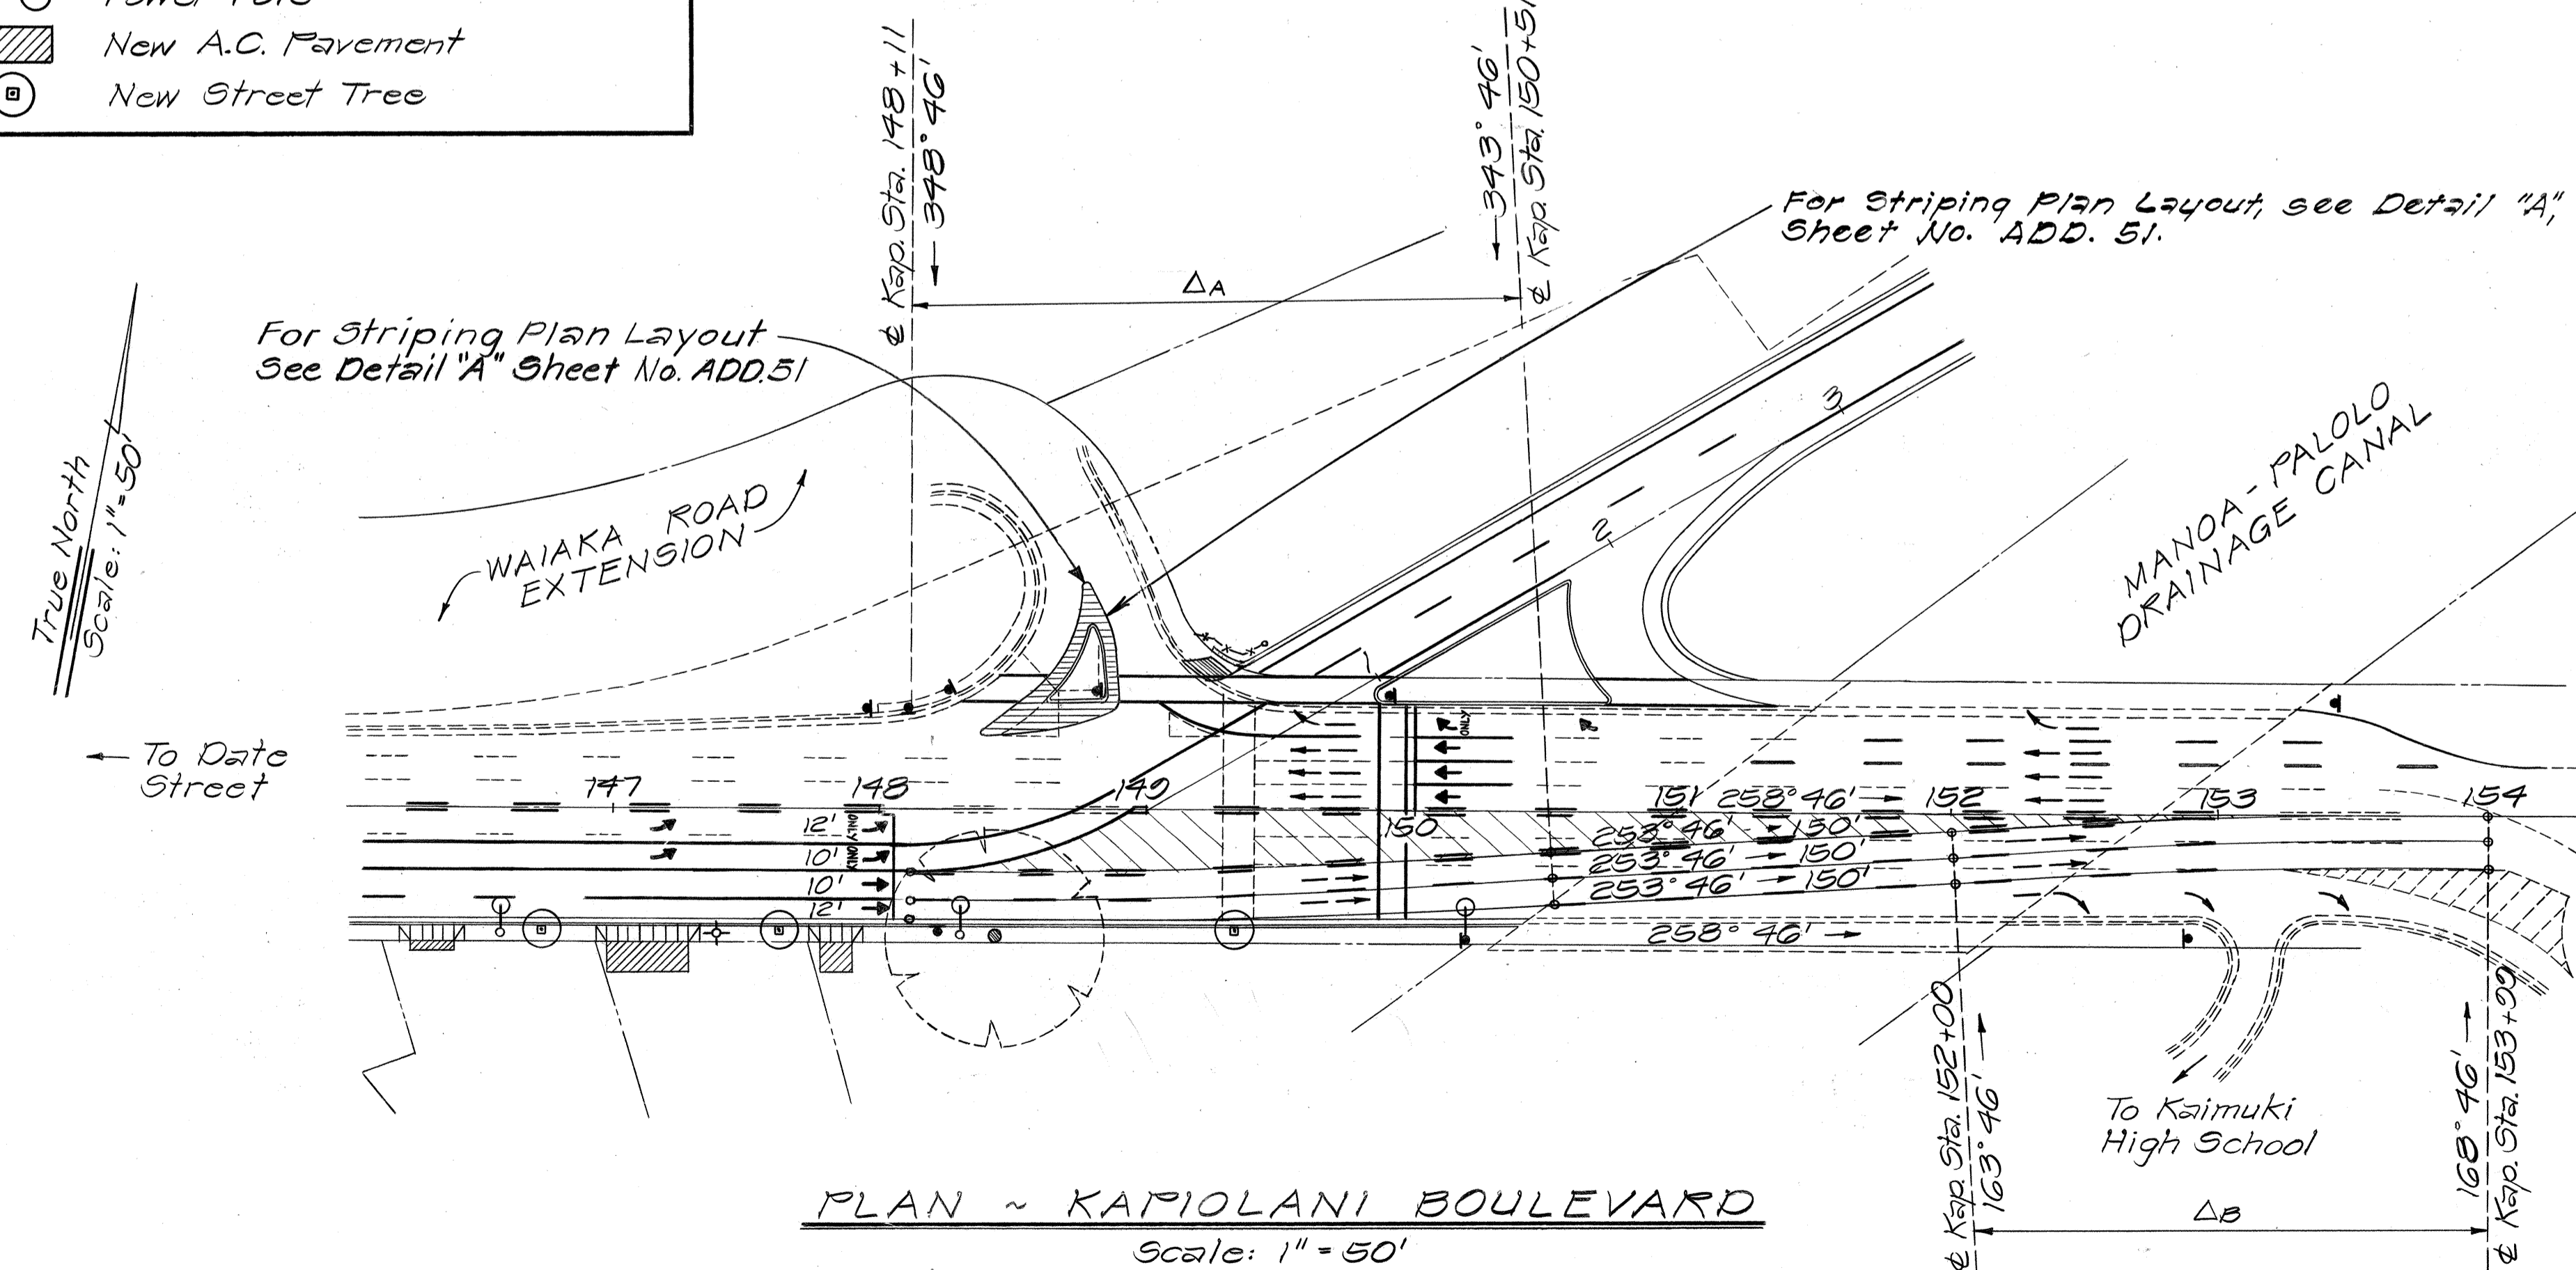 New A.C. Pavement
New Street Tree
℄ Kap. Sta. 148+11
348° 46'
343° 46'
℄ Kap. Sta. 150+51
For Striping Plan Layout, see Detail "A",
Sheet No. ADD. 51.
ΔA
For Striping Plan Layout
See Detail "A" Sheet No. ADD.51
True North
Scale: 1"=50'
WAIAKA ROAD
EXTENSION
3
2
1
MANOA-PALOLO
DRAINAGE CANAL
To Date
Street
ONLY
147
148
149
150
151
258° 46'
152
153
154
12'
10'
10'
12'
ONLY
ONLY
253° 46' 150'
253° 46' 150'
253° 46' 150'
258° 46'
℄ Kap. Sta. 152+00
163° 46'
168° 46'
℄ Kap. Sta. 153+99
To Kaimuki
High School
ΔB
PLAN ~ KAPIOLANI BOULEVARD
Scale: 1" = 50'